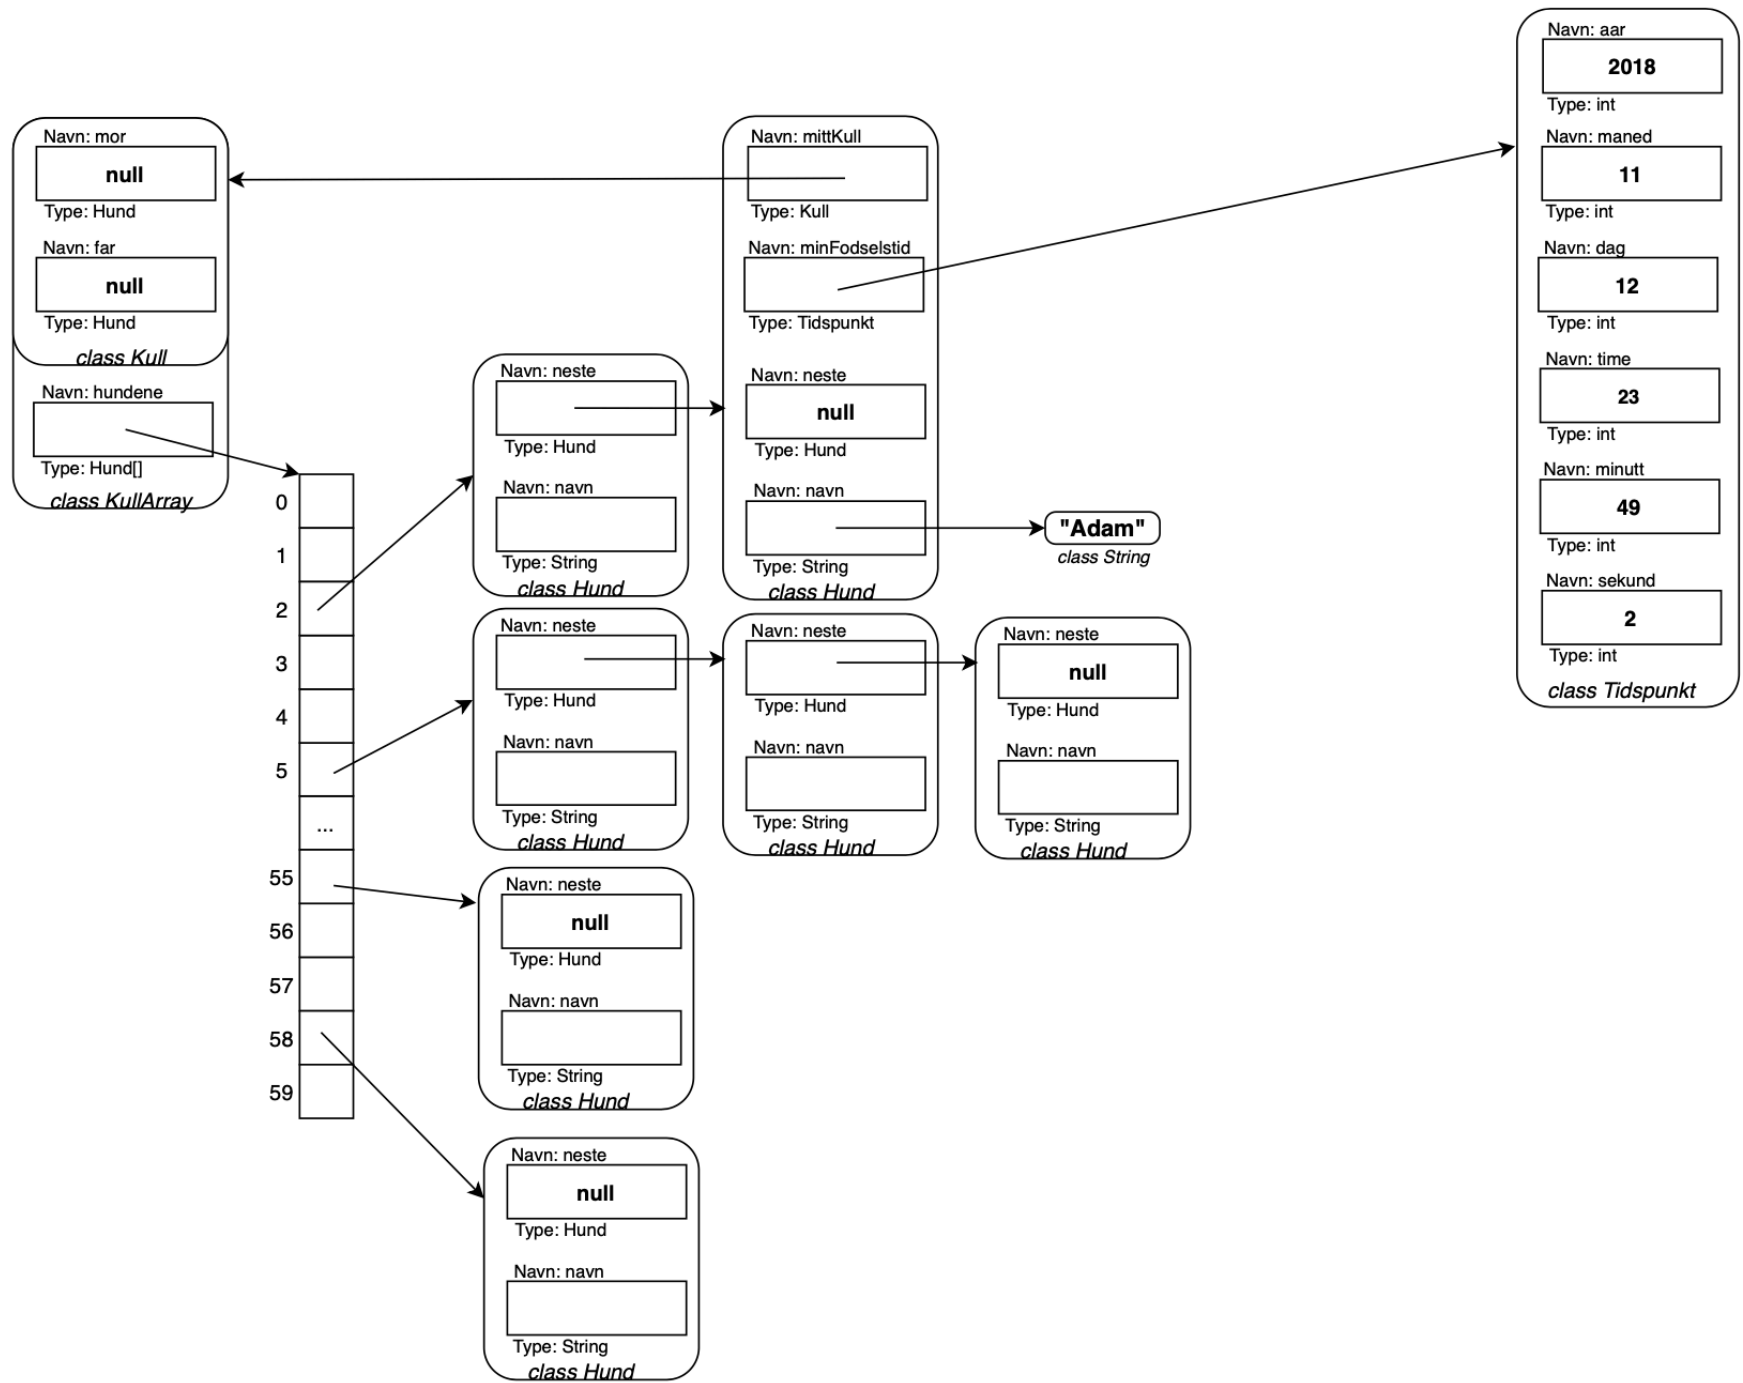 Navn: mor
null
Type: Hund
Navn: far
null
Type: Hund
class Kull
Navn: hundene
Type: Hund[]
class KullArray
0
1
2
3
4
5
...
55
56
57
58
59
Navn: neste
Type: Hund
Navn: navn
Type: String
class Hund
Navn: mittKull
Type: Kull
Navn: minFodselstid
Type: Tidspunkt
Navn: neste
null
Type: Hund
Navn: navn
Type: String
class Hund
"Adam"
class String
Navn: neste
Type: Hund
Navn: navn
Type: String
class Hund
Navn: neste
Type: Hund
Navn: navn
Type: String
class Hund
Navn: neste
null
Type: Hund
Navn: navn
Type: String
class Hund
Navn: neste
null
Type: Hund
Navn: navn
Type: String
class Hund
Navn: neste
null
Type: Hund
Navn: navn
Type: String
class Hund
Navn: aar
2018
Type: int
Navn: maned
11
Type: int
Navn: dag
12
Type: int
Navn: time
23
Type: int
Navn: minutt
49
Type: int
Navn: sekund
2
Type: int
class Tidspunkt